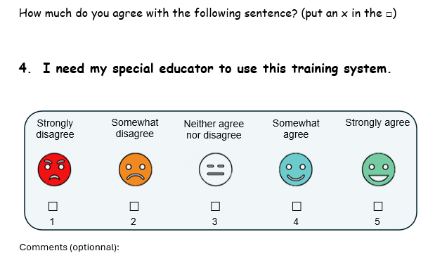 How much do you agree with the following sentence? (put an x in the □)
4. I need my special educator to use this training system.
Strongly disagree
Somewhat disagree
Neither agree nor disagree
Somewhat agree
Strongly agree
□ □ □ □ □
1 2 3 4 5
Comments (optionnal):